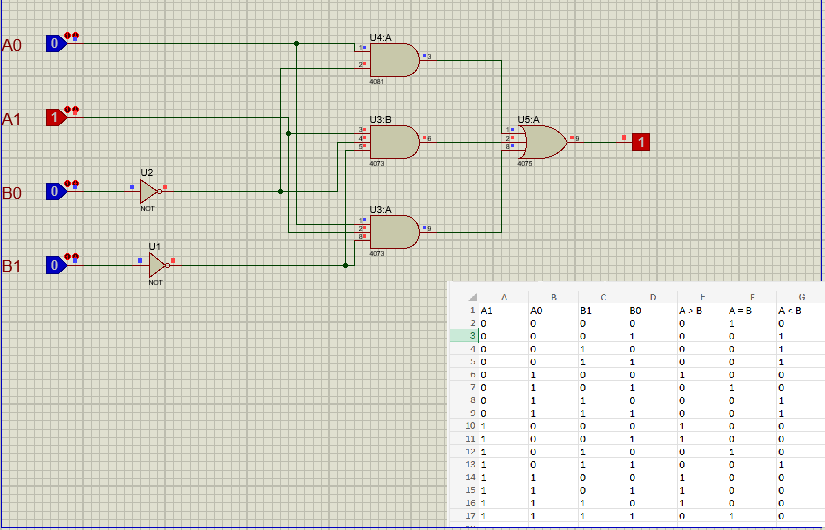 A0 0
U4:A
1
2
3
4081
A1 1
U3:B
3
4
5
6
4073
U5:A
1
2
8
9
4075
1
B0 0
U2
NOT
U3:A
1
2
8
9
4073
B1 0
U1
NOT
A B C D E F G
1 A1 A0 B1 B0 A > B A = B A < B
2 0 0 0 0 0 1 0
3 0 0 0 1 0 0 1
4 0 0 1 0 0 0 1
5 0 0 1 1 0 0 1
6 0 1 0 0 1 0 0
7 0 1 0 1 0 1 0
8 0 1 1 0 0 0 1
9 0 1 1 1 0 0 1
10 1 0 0 0 1 0 0
11 1 0 0 1 1 0 0
12 1 0 1 0 0 1 0
13 1 0 1 1 0 0 1
14 1 1 0 0 1 0 0
15 1 1 0 1 1 0 0
16 1 1 1 0 1 0 0
17 1 1 1 1 0 1 0